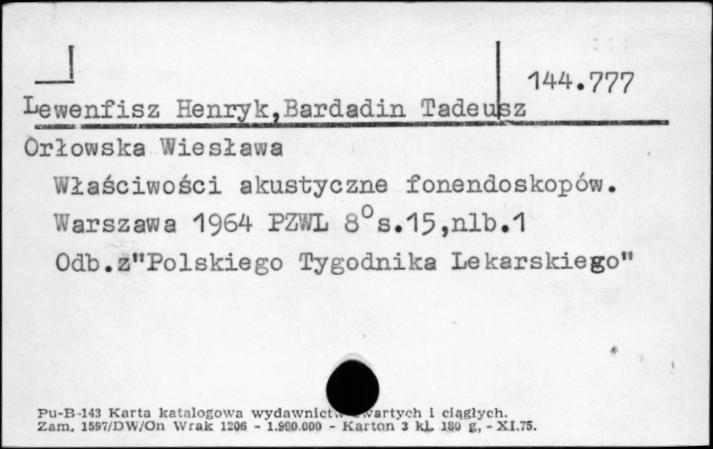 144.777
Lewenfisz Henryk,Bardadin Tadeusz
Orłowska Wiesława
Właściwości akustyczne fonendoskopów.
Warszawa 1964 PZWL 8° s.15,nlb.1
Odb.z"Polskiego Tygodnika Lekarskiego"
Pu-B-143 Karta katalogowa wydawnictw zwartych i ciągłych.
Zam. 1597/DW/On Wrak 1206 - 1.900.000 - Karton 3 kl. 180 g, - XI.75.